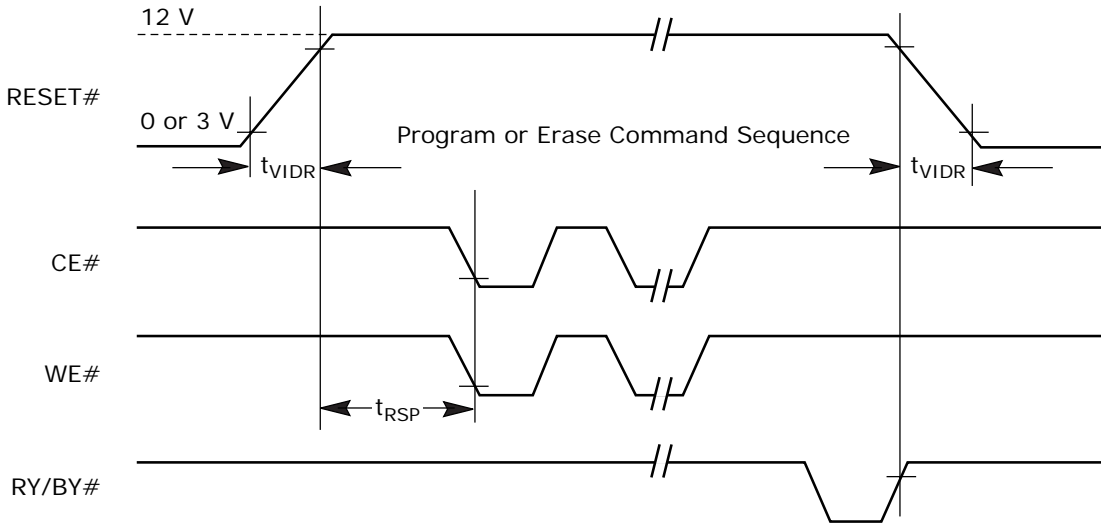 12 V
RESET#
0 or 3 V
Program or Erase Command Sequence
tVIDR
tVIDR
CE#
WE#
tRSP
RY/BY#